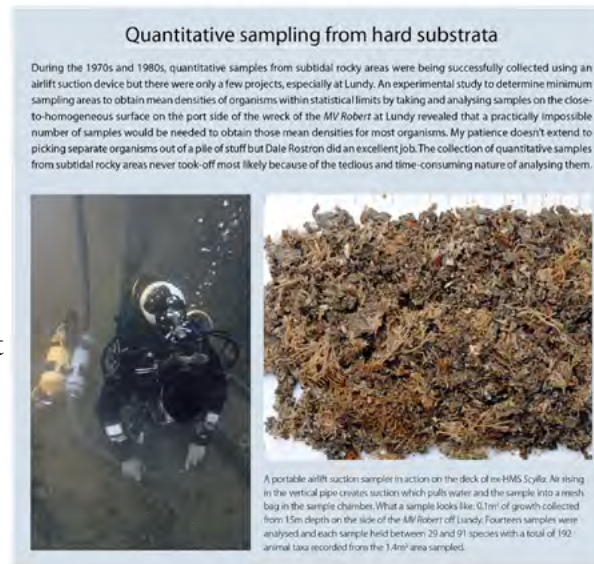 Quantitative sampling from hard substrata
During the 1970s and 1980s, quantitative samples from subtidal rocky areas were being successfully collected using an
airlift suction device but there were only a few projects, especially at Lundy. An experimental study to determine minimum
sampling areas to obtain mean densities of organisms within statistical limits by taking and analysing samples on the close-
to-homogeneous surface on the port side of the wreck of the MV Robert at Lundy revealed that a practically impossible
number of samples would be needed to obtain those mean densities for most organisms. My patience doesn't extend to
picking separate organisms out of a pile of stuff but Dale Rostron did an excellent job. The collection of quantitative samples
from subtidal rocky areas never took-off most likely because of the tedious and time-consuming nature of analysing them.
t
A portable airlift suction sampler in action on the deck of ex-HMS Scylla. Air rising
in the vertical pipe creates suction which pulls water and the sample into a mesh
bag in the sample chamber. What a sample looks like: 0.1m² of growth collected
from 15m depth on the side of the MV Robert off Lundy. Fourteen samples were
analysed and each sample held between 29 and 91 species with a total of 192
animal taxa recorded from the 1.4m² area sampled.